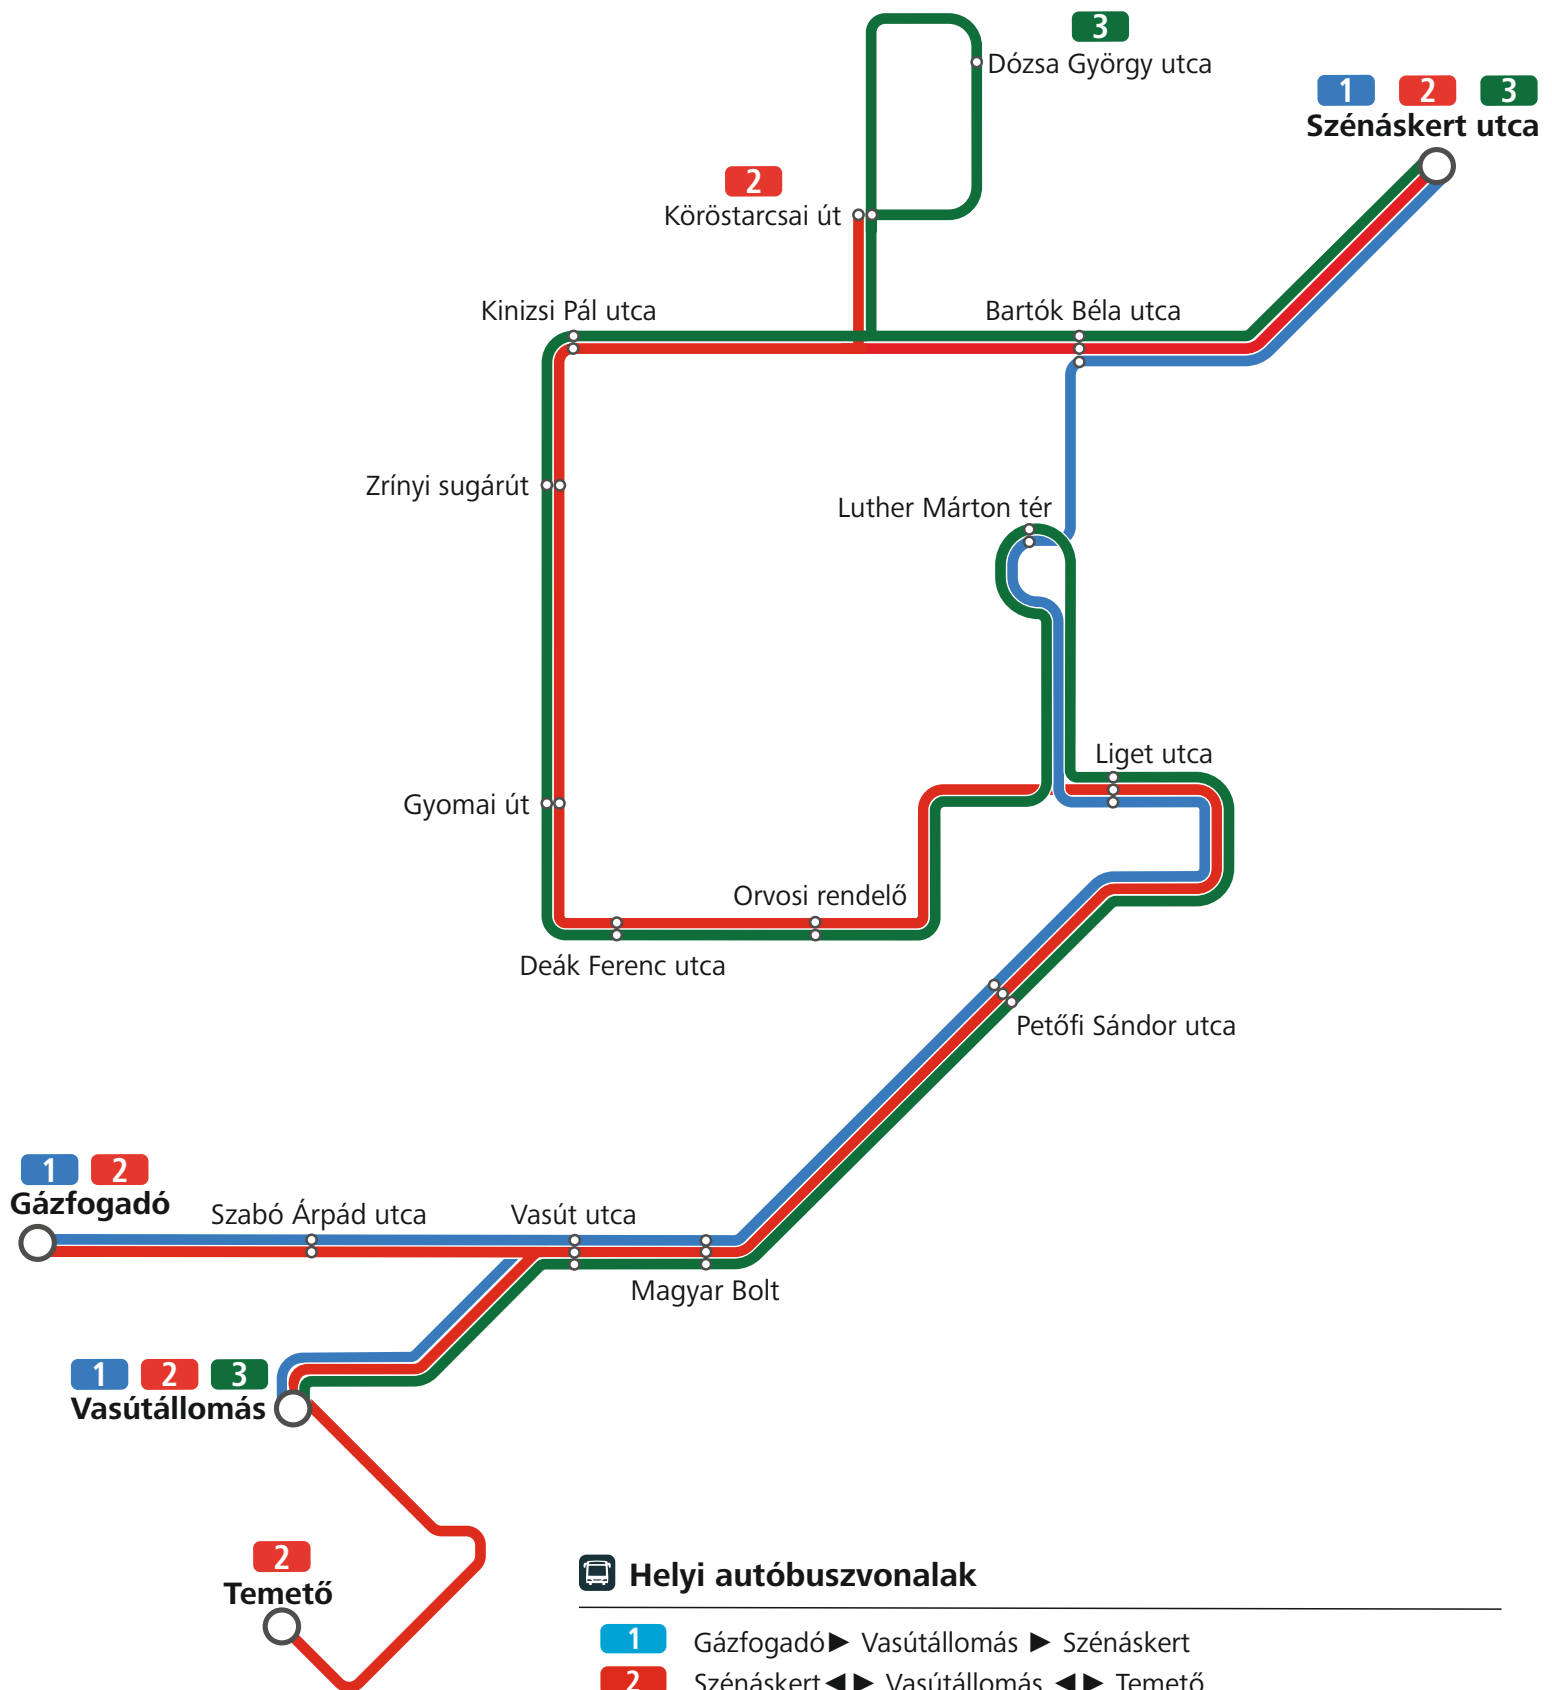 3
Dózsa György utca
1 2 3
Szénáskert utca
2
Köröstarcsai út
Kinizsi Pál utca
Bartók Béla utca
Zrínyi sugárút
Luther Márton tér
Liget utca
Gyomai út
Orvosi rendelő
Deák Ferenc utca
Petőfi Sándor utca
1 2
Gázfogadó
Szabó Árpád utca
Vasút utca
Magyar Bolt
1 2 3
Vasútállomás
2
Temető
Helyi autóbuszvonalak
1 Gázfogadó► Vasútállomás ► Szénáskert
2 Szénáskert◄► Vasútállomás ◄► Temető